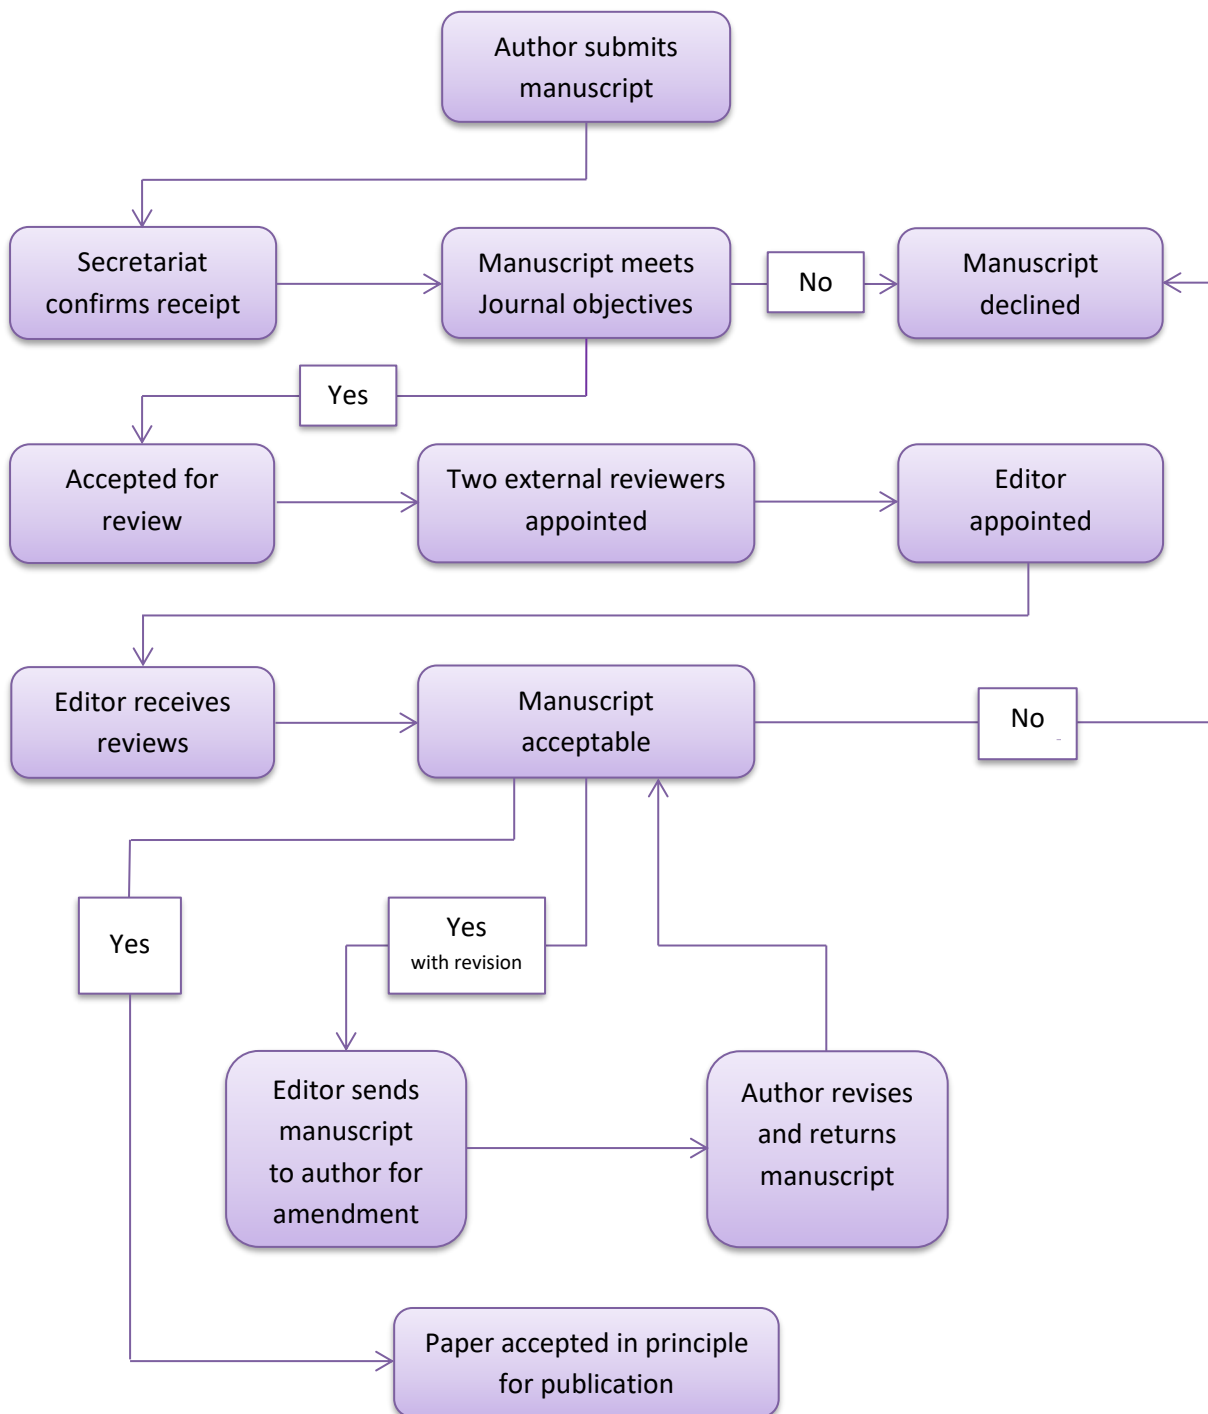 Author submits
manuscript
Secretariat
confirms receipt
Manuscript meets
Journal objectives
No
Manuscript
declined
Yes
Accepted for
review
Two external reviewers
appointed
Editor
appointed
Editor receives
reviews
Manuscript
acceptable
No
Yes
Yes
with revision
Editor sends
manuscript
to author for
amendment
Author revises
and returns
manuscript
Paper accepted in principle
for publication